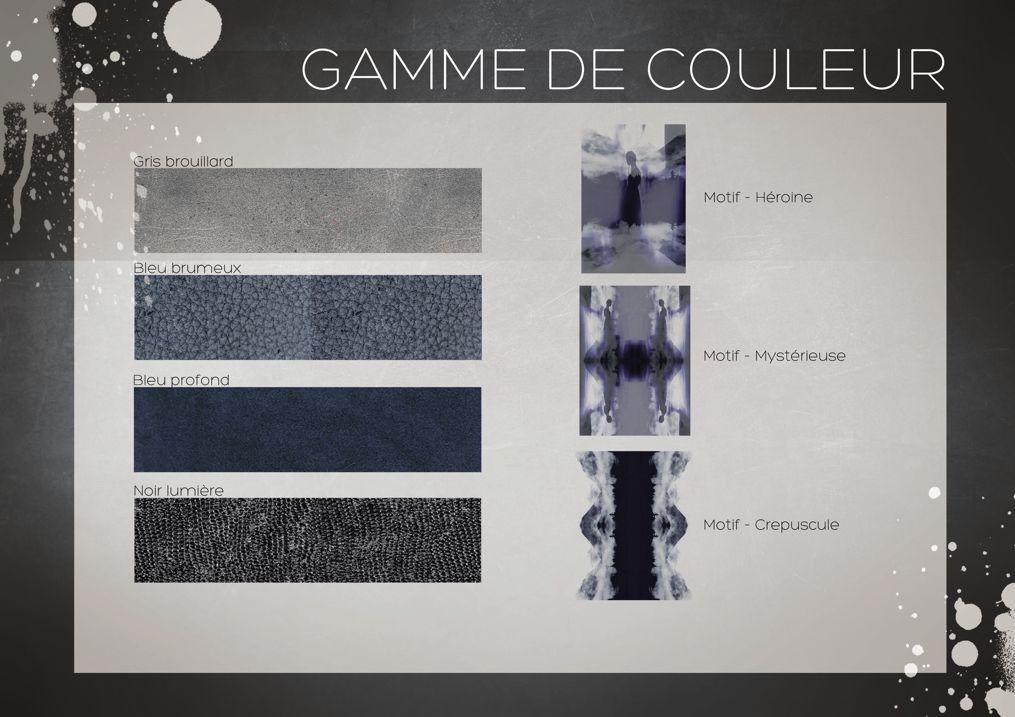 GAMME DE COULEUR
Gris brouillard
Bleu brumeux
Bleu profond
Noir lumière
Motif - Héroine
Motif - Mystérieuse
Motif - Crepuscule